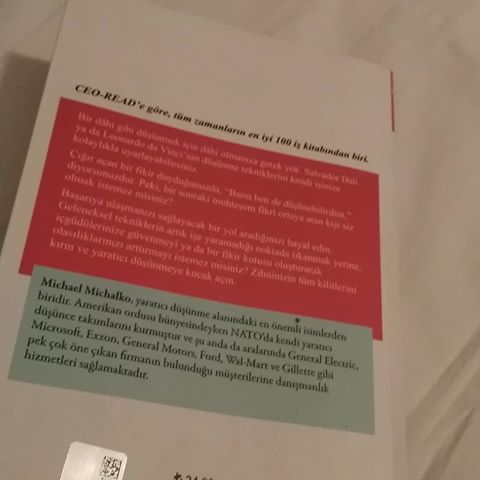 CEO-READ'e göre, tüm zamanların en iyi 100 iş kitabından biri.
Bir dâhi gibi düşünmek için dâhi olmanıza gerek yok. Salvador Dali
ya da Leonardo da Vinci'nin düşünme tekniklerini kendi işinize
kolaylıkla uyarlayabilirsiniz.
Çığır açan bir fikir duyduğunuzda, "Bunu ben de düşünebilirdim,"
diyorsunuzdur. Peki, bir sonraki muhteşem fikri ortaya atan kişi siz
olmak istemez misiniz?
Başarıya ulaşmanızı sağlayacak bir yol aradığınızı hayal edin.
Geleneksel tekniklerin artık işe yaramadığı noktada tıkanmak yerine,
içgüdülerinize güvenmeyi ya da bir fikir kutusu oluşturarak
olasılıklarınızı artırmayı istemez misiniz? Zihninizin tüm kilitlerini
kırın ve yaratıcı düşünmeye kucak açın.
Michael Michalko, yaratıcı düşünme alanındaki en önemli isimlerden
biridir. Amerikan ordusu bünyesindeyken NATO'da kendi yaratıcı
düşünce takımlarını kurmuştur ve şu anda da aralarında General Electric,
Microsoft, Exxon, General Motors, Ford, Wal-Mart ve Gillette gibi
pek çok öne çıkan firmanın bulunduğu müşterilerine danışmanlık
hizmetleri sağlamaktadır.